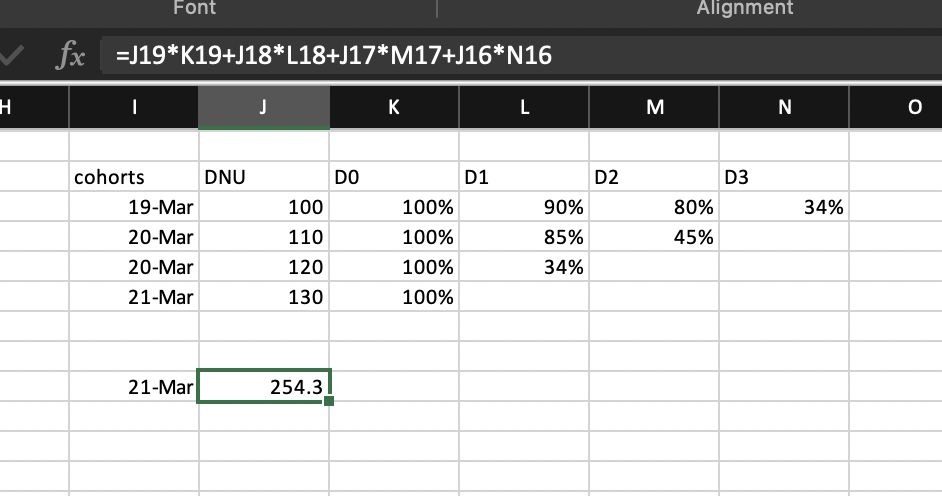 Font Alignment
fx =J19*K19+J18*L18+J17*M17+J16*N16
H I J K L M N O
cohorts DNU D0 D1 D2 D3
19-Mar 100 100% 90% 80% 34%
20-Mar 110 100% 85% 45%
20-Mar 120 100% 34%
21-Mar 130 100%
21-Mar 254.3